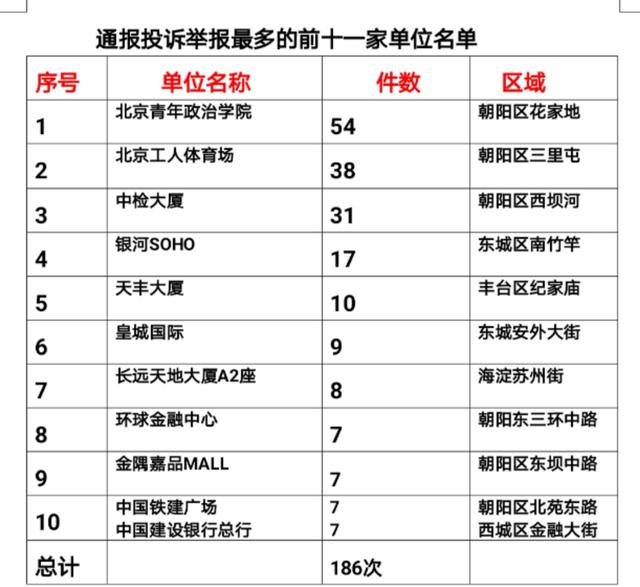 通报投诉举报最多的前十一家单位名单
序号 单位名称 件数 区域
1 北京青年政治学院 54 朝阳区花家地
2 北京工人体育场 38 朝阳区三里屯
3 中检大厦 31 朝阳区西坝河
4 银河SOHO 17 东城区南竹竿
5 天丰大厦 10 丰台区纪家庙
6 皇城国际 9 东城安外大街
7 长远天地大厦A2座 8 海淀苏州街
8 环球金融中心 7 朝阳东三环中路
9 金隅嘉品MALL 7 朝阳区东坝中路
10 中国铁建广场 7 朝阳区北苑东路
中国建设银行总行 7 西城区金融大街
总计 186次